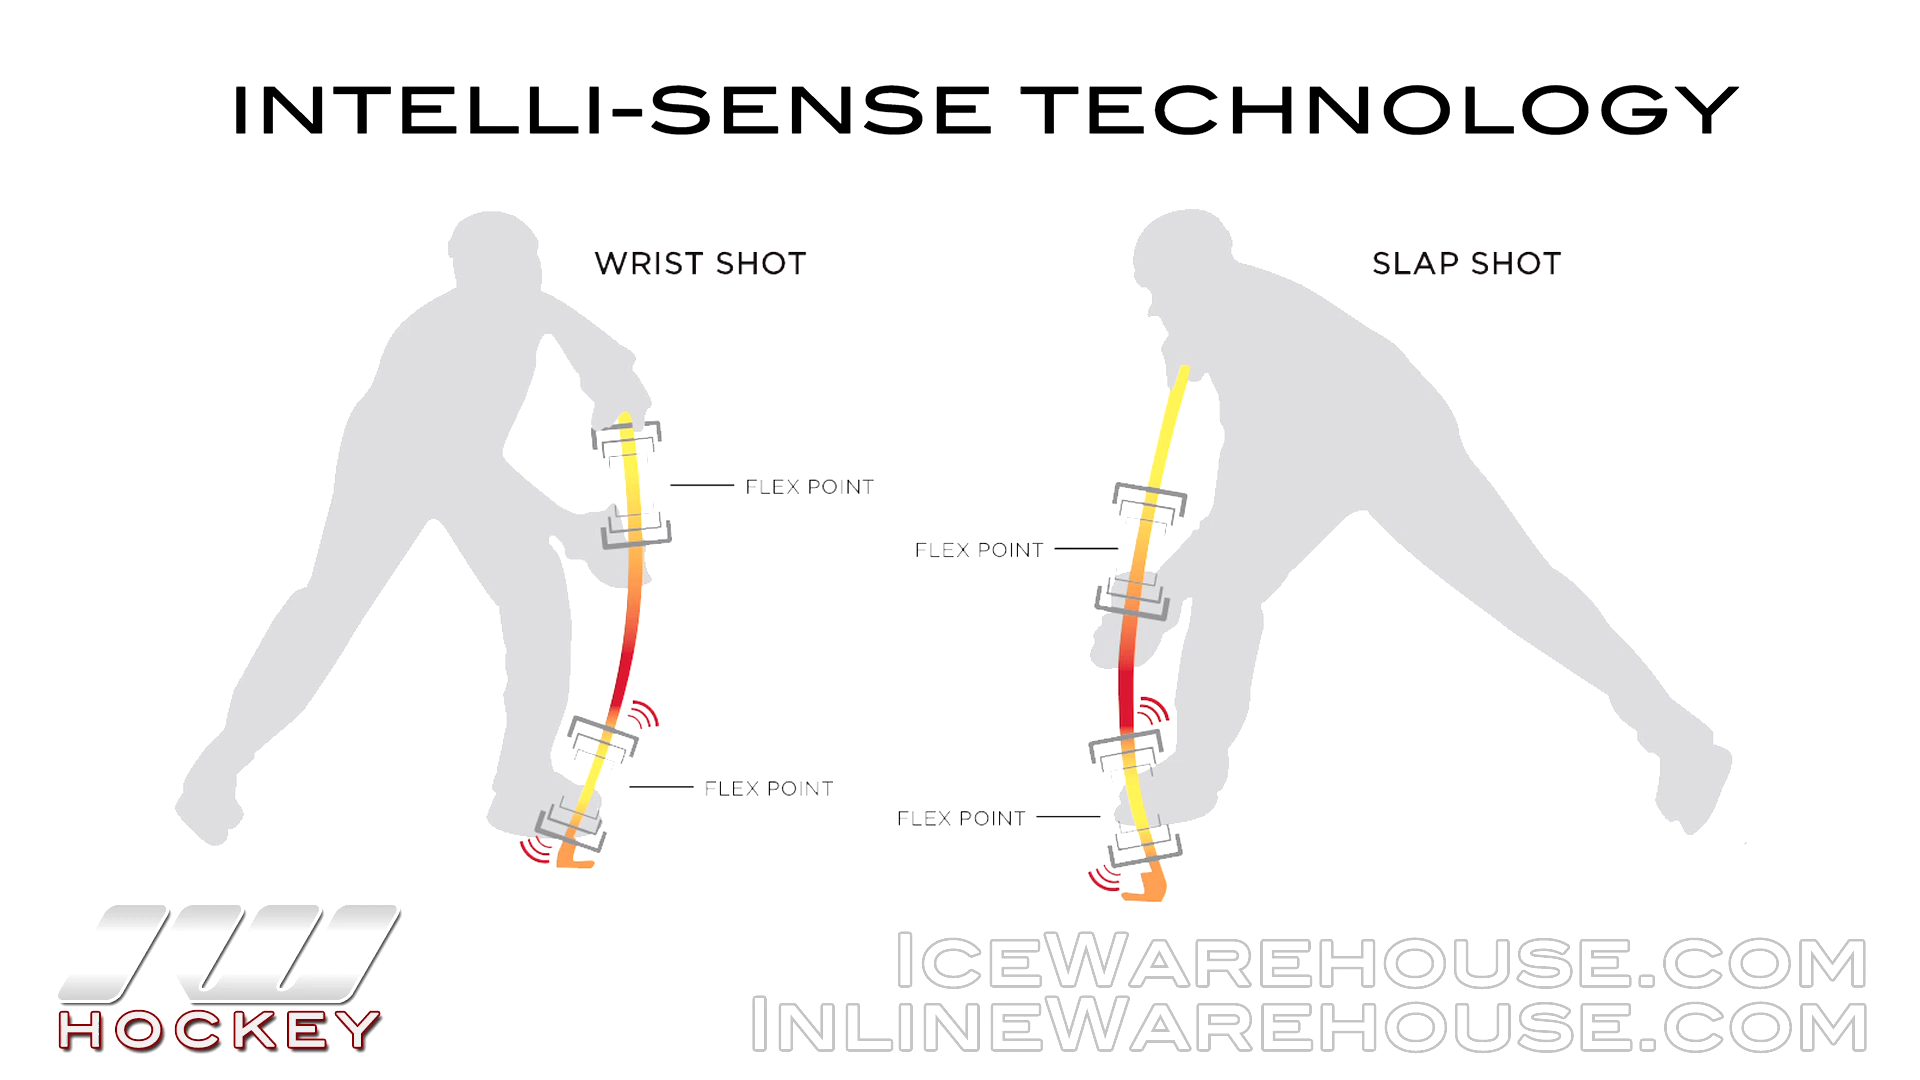 INTELLI-SENSE TECHNOLOGY
WRIST SHOT
SLAP SHOT
FLEX POINT
FLEX POINT
FLEX POINT
FLEX POINT
IW
HOCKEY
ICEWAREHOUSE.COM
INLINEWAREHOUSE.COM